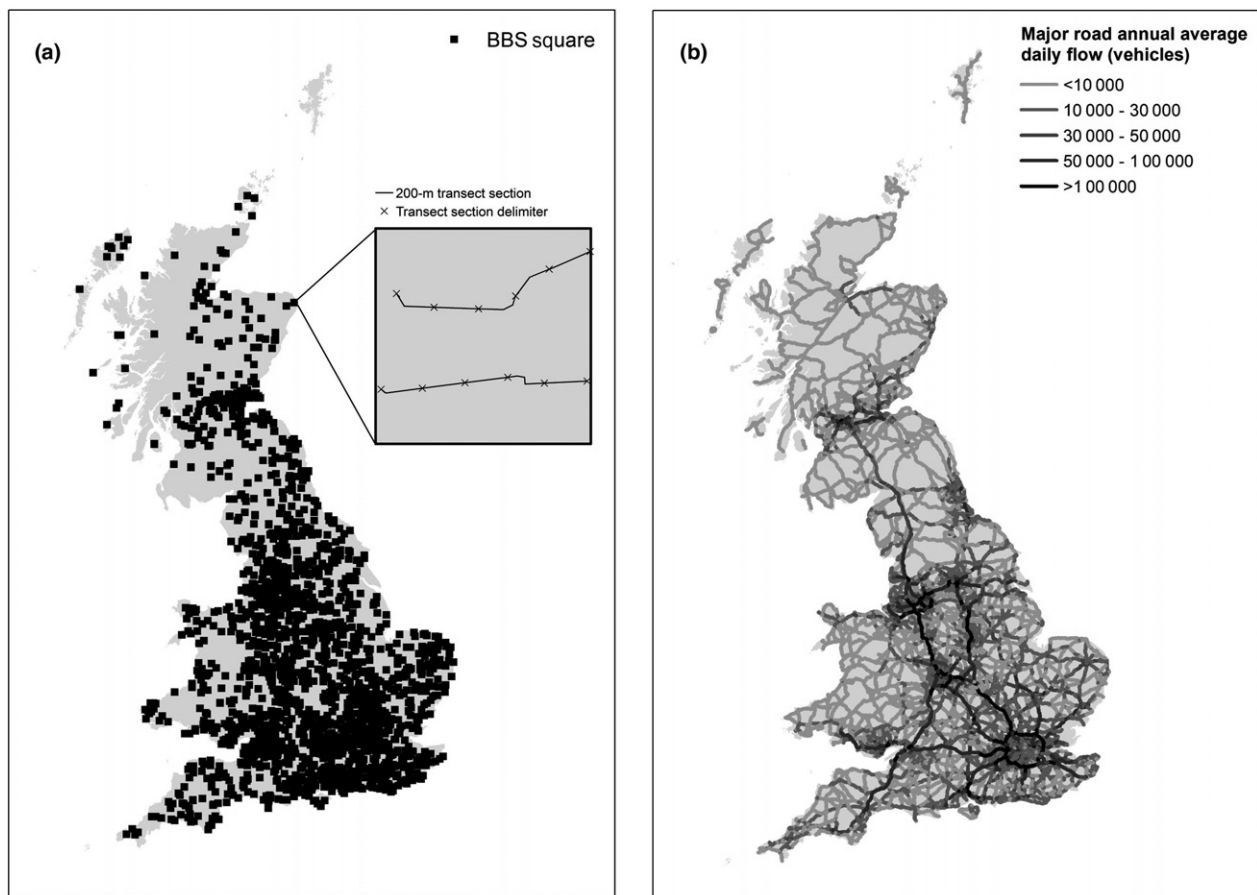 (a)
BBS square
200-m transect section
Transect section delimiter
(b)
Major road annual average
daily flow (vehicles)
<10 000
10 000 - 30 000
30 000 - 50 000
50 000 - 1 00 000
>1 00 000